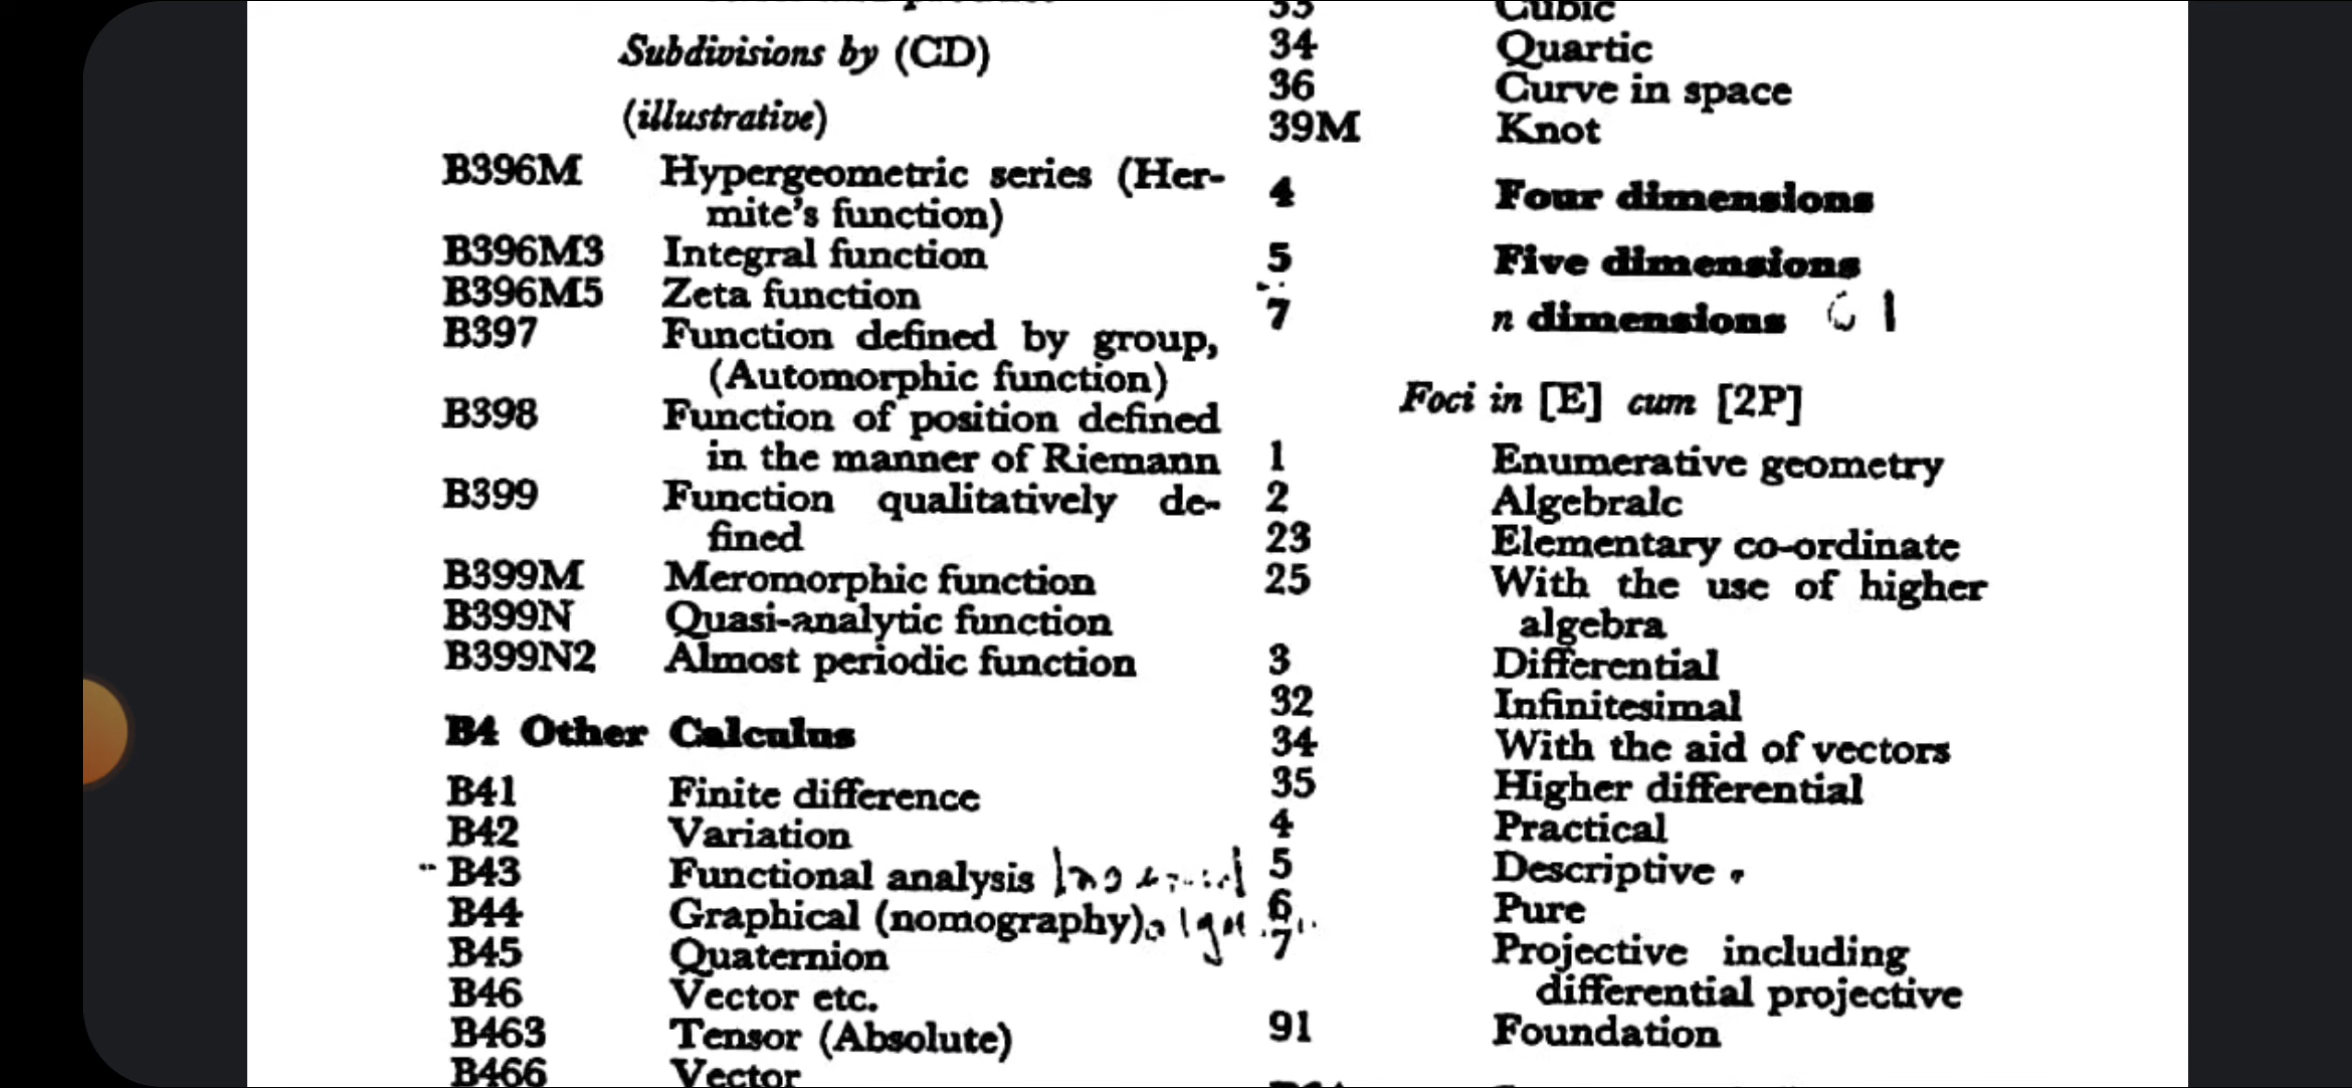 Subdivisions by (CD)
(illustrative)
B396M Hypergeometric series (Her-
mite's function)
B396M3 Integral function
B396M5 Zeta function
B397 Function defined by group,
(Automorphic function)
B398 Function of position defined
in the manner of Riemann
B399 Function qualitatively de-
fined
B399M Meromorphic function
B399N Quasi-analytic function
B399N2 Almost periodic function
B4 Other Calculus
B41 Finite difference
B42 Variation
B43 Functional analysis
B44 Graphical (nomography)
B45 Quaternion
B46 Vector etc.
B463 Tensor (Absolute)
B466 Vector
33 Cubic
34 Quartic
36 Curve in space
39M Knot
4 Four dimensions
5 Five dimensions
7 n dimensions
Foci in [E] cum [2P]
1 Enumerative geometry
2 Algebralc
23 Elementary co-ordinate
25 With the use of higher
algebra
3 Differential
32 Infinitesimal
34 With the aid of vectors
35 Higher differential
4 Practical
5 Descriptive
6 Pure
7 Projective including
differential projective
91 Foundation